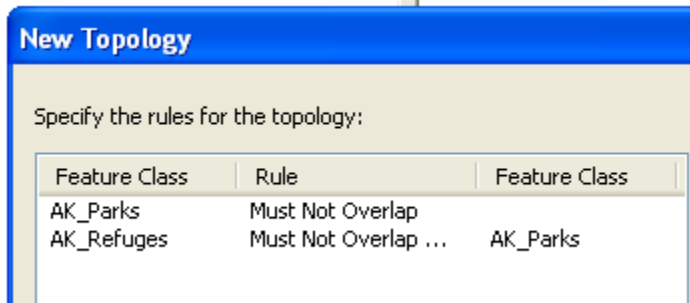 New Topology
Specify the rules for the topology:
Feature Class Rule Feature Class
AK_Parks Must Not Overlap
AK_Refuges Must Not Overlap ... AK_Parks